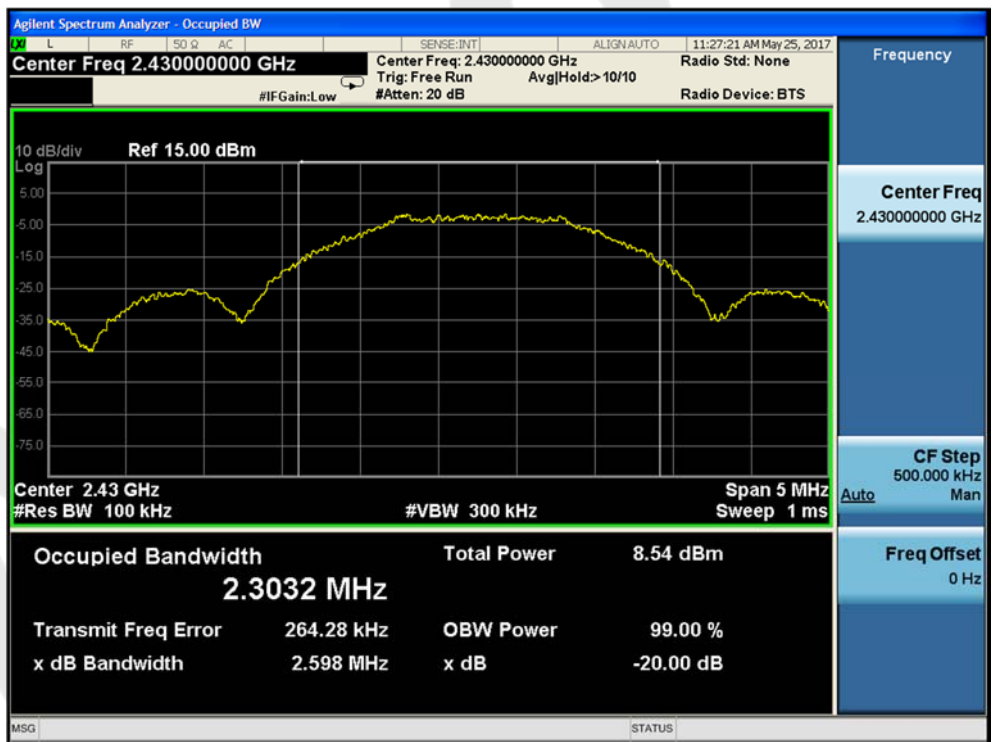 Agilent Spectrum Analyzer - Occupied BW
LXI L RF 50 Ω AC SENSE:INT ALIGN AUTO 11:27:21 AM May 25, 2017
Center Freq 2.430000000 GHz
Center Freq: 2.430000000 GHz
Radio Std: None
Trig: Free Run Avg|Hold:> 10/10
#IFGain:Low
#Atten: 20 dB
Radio Device: BTS
Frequency
10 dB/div Ref 15.00 dBm
Log
5.00
-5.00
-15.0
-25.0
-35.0
-45.0
-55.0
-65.0
-75.0
Center 2.43 GHz Span 5 MHz
#Res BW 100 kHz #VBW 300 kHz Sweep 1 ms
Center Freq
2.430000000 GHz
CF Step
500.000 kHz
Auto Man
Freq Offset
0 Hz
Occupied Bandwidth Total Power 8.54 dBm
2.3032 MHz
Transmit Freq Error 264.28 kHz OBW Power 99.00 %
x dB Bandwidth 2.598 MHz x dB -20.00 dB
MSG STATUS